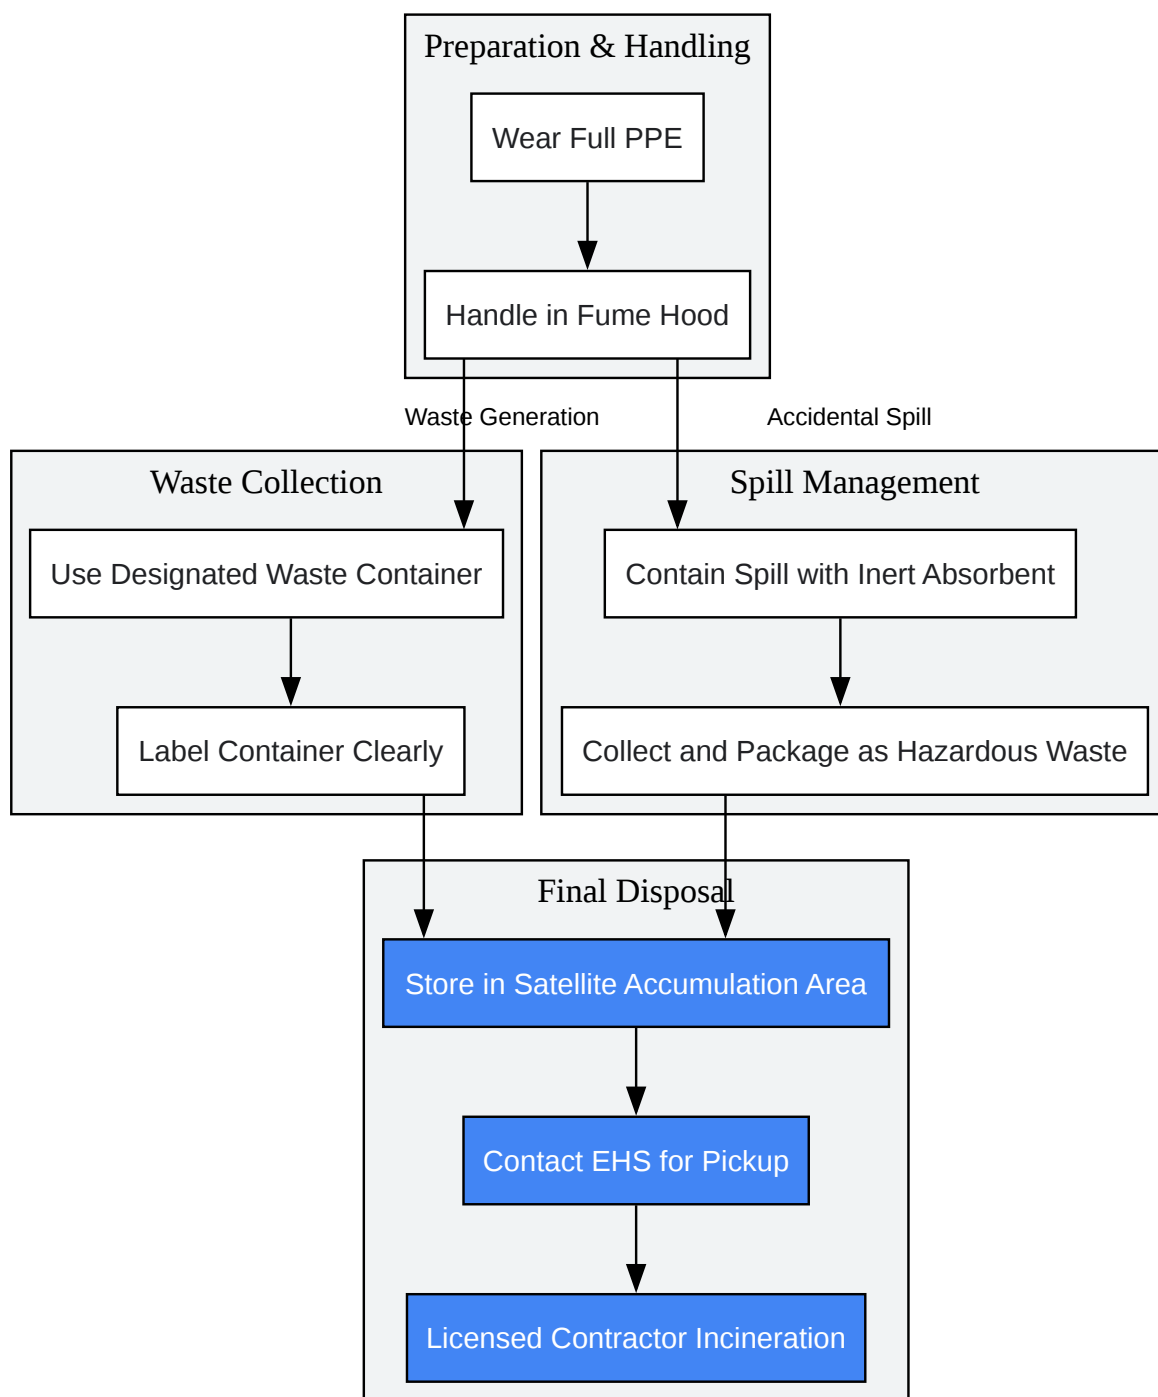 Preparation & Handling
Wear Full PPE
Handle in Fume Hood
Waste Generation
Accidental Spill
Waste Collection
Spill Management
Use Designated Waste Container
Contain Spill with Inert Absorbent
Label Container Clearly
Collect and Package as Hazardous Waste
Final Disposal
Store in Satellite Accumulation Area
Contact EHS for Pickup
Licensed Contractor Incineration